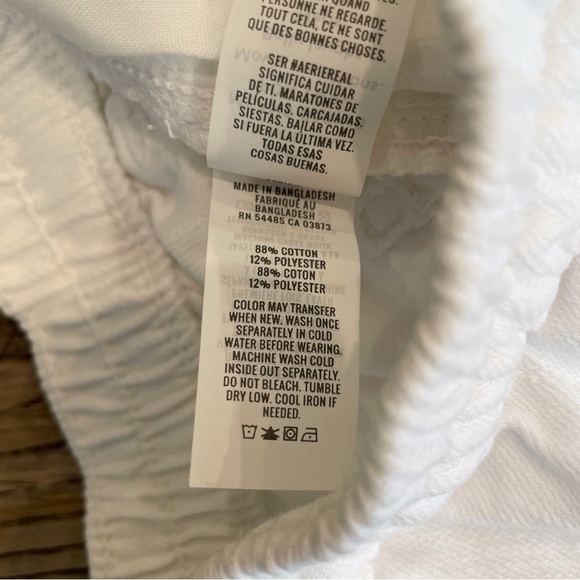 QUAND
PERSONNE NE REGARDE.
TOUT CELA, CE NE SONT
QUE DES BONNES CHOSES.
SER #AERIEREAL
SIGNIFICA CUIDAR
DE TI. MARATONES DE
PELÍCULAS. CARCAJADAS.
SIESTAS. BAILAR COMO
SI FUERA LA ÚLTIMA VEZ.
TODAS ESAS
COSAS BUENAS.
MADE IN BANGLADESH
FABRIQUÉ AU
BANGLADESH
RN 54485 CA 03873
88% COTTON
12% POLYESTER
88% COTON
12% POLYESTER
COLOR MAY TRANSFER
WHEN NEW. WASH ONCE
SEPARATELY IN COLD
WATER BEFORE WEARING.
MACHINE WASH COLD
INSIDE OUT SEPARATELY.
DO NOT BLEACH. TUMBLE
DRY LOW. COOL IRON IF
NEEDED.